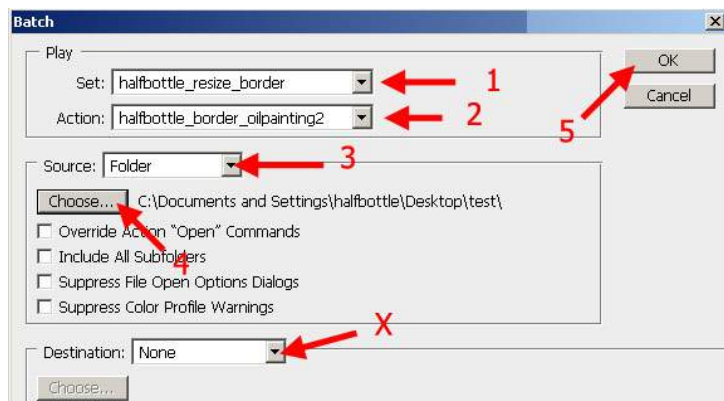 Batch
Play
Set: halfbottle_resize_border 1
OK
Action: halfbottle_border_oilpainting2 2
Cancel
5
Source: Folder 3
Choose... C:\Documents and Settings\halfbottle\Desktop\test\
Override Action "Open" Commands
4
Include All Subfolders
Suppress File Open Options Dialogs
Suppress Color Profile Warnings
X
Destination: None
Choose...